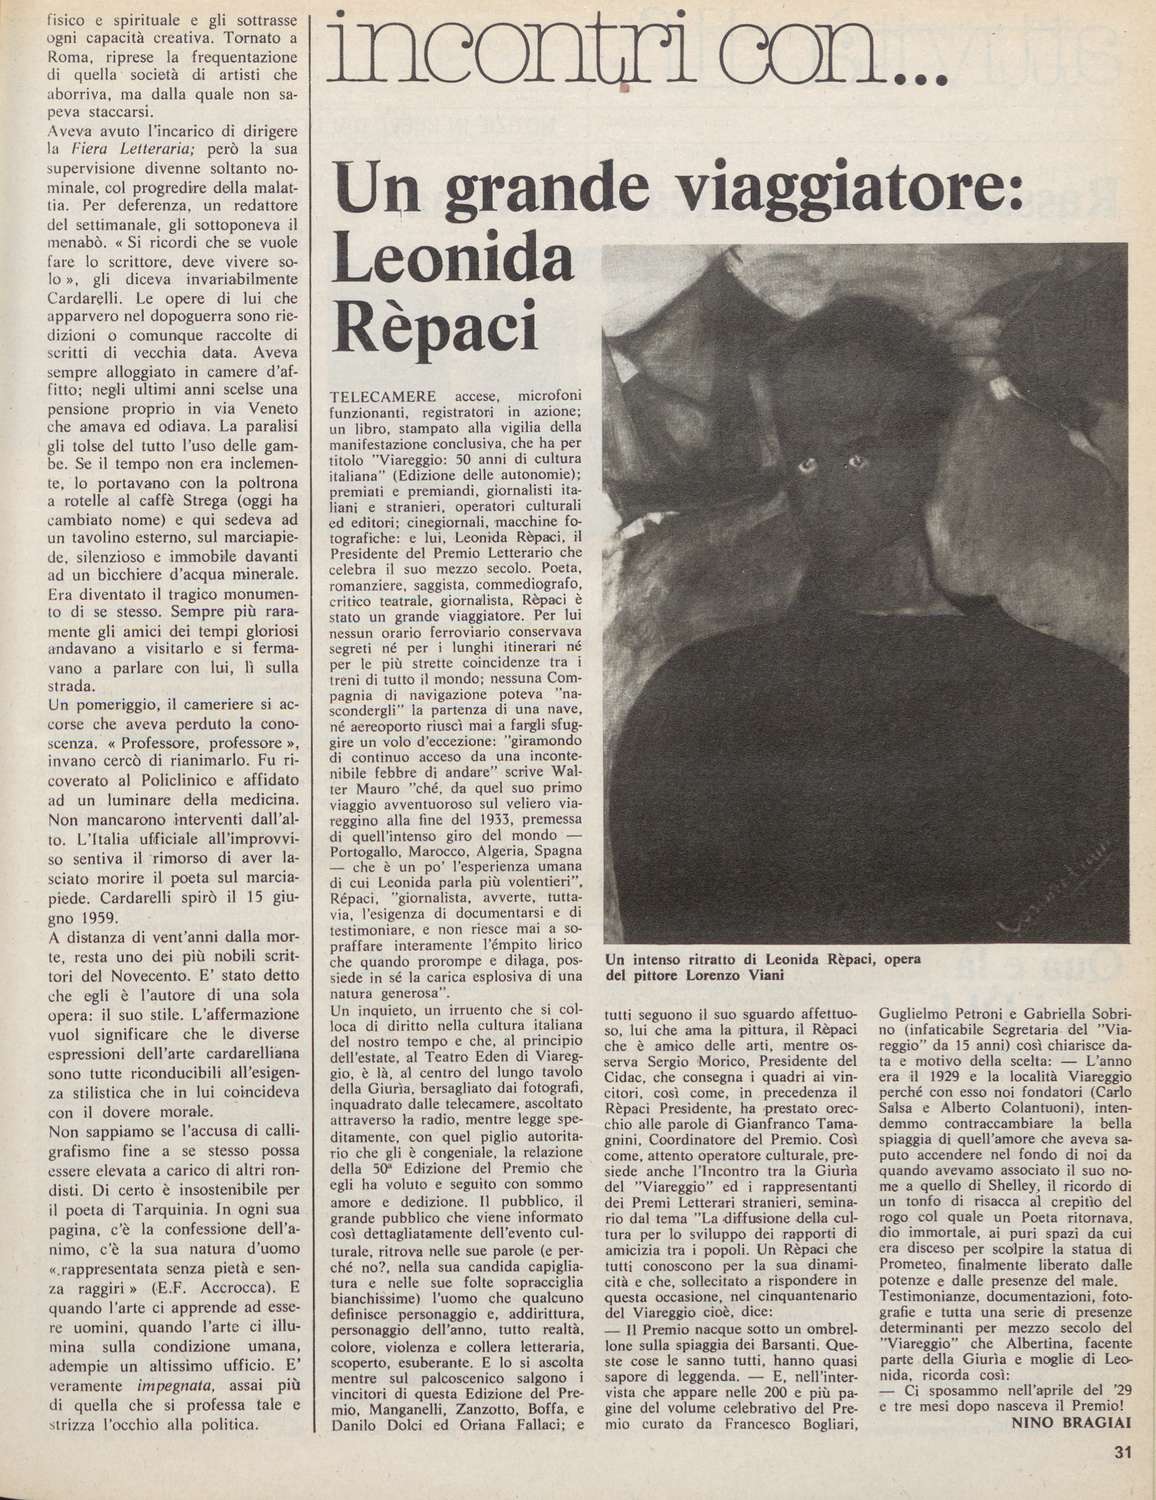 fisico e spirituale e gli sottrasse
ogni capacità creativa. Tornato a
Roma, riprese la frequentazione
di quella società di artisti che
aborriva, ma dalla quale non sa-
peva staccarsi.
Aveva avuto l'incarico di dirigere
la Fiera Letteraria; però la sua
supervisione divenne soltanto no-
minale, col progredire della malat-
tia. Per deferenza, un redattore
del settimanale, gli sottoponeva il
menabò. « Si ricordi che se vuole
fare lo scrittore, deve vivere so-
lo », gli diceva invariabilmente
Cardarelli. Le opere di lui che
apparvero nel dopoguerra sono rie-
dizioni o comunque raccolte di
scritti di vecchia data. Aveva
sempre alloggiato in camere d'af-
fitto; negli ultimi anni scelse una
pensione proprio in via Veneto
che amava ed odiava. La paralisi
gli tolse del tutto l'uso delle gam-
be. Se il tempo non era inclemen-
te, lo portavano con la poltrona
a rotelle al caffè Strega (oggi ha
cambiato nome) e qui sedeva ad
un tavolino esterno, sul marciapie-
de, silenzioso e immobile davanti
ad un bicchiere d'acqua minerale.
Era diventato il tragico monumen-
to di se stesso. Sempre più rara-
mente gli amici dei tempi gloriosi
andavano a visitarlo e si ferma-
vano a parlare con lui, lì sulla
strada.
Un pomeriggio, il cameriere si ac-
corse che aveva perduto la cono-
scenza. « Professore, professore »,
invano cercò di rianimarlo. Fu ri-
coverato al Policlinico e affidato
ad un luminare della medicina.
Non mancarono interventi dall'al-
to. L'Italia ufficiale all'improvvi-
so sentiva il rimorso di aver la-
sciato morire il poeta sul marcia-
piede. Cardarelli spirò il 15 giu-
gno 1959.
A distanza di vent'anni dalla mor-
te, resta uno dei più nobili scrit-
tori del Novecento. E' stato detto
che egli è l'autore di una sola
opera: il suo stile. L'affermazione
vuol significare che le diverse
espressioni dell'arte cardarelliana
sono tutte riconducibili all'esigen-
za stilistica che in lui coincideva
con il dovere morale.
Non sappiamo se l'accusa di calli-
grafismo fine a se stesso possa
essere elevata a carico di altri ron-
disti. Di certo è insostenibile per
il poeta di Tarquinia. In ogni sua
pagina, c'è la confessione dell'a-
nimo, c'è la sua natura d'uomo
« rappresentata senza pietà e sen-
za raggiri » (E.F. Accrocca). E
quando l'arte ci apprende ad esse-
re uomini, quando l'arte ci illu-
mina sulla condizione umana,
adempie un altissimo ufficio. E'
veramente impegnata, assai più
di quella che si professa tale e
strizza l'occhio alla politica.
incontri con...
Un grande viaggiatore:
Leonida
Rèpaci
TELECAMERE accese, microfoni
funzionanti, registratori in azione;
un libro, stampato alla vigilia della
manifestazione conclusiva, che ha per
titolo "Viareggio: 50 anni di cultura
italiana" (Edizione delle autonomie);
premiati e premiandi, giornalisti ita-
liani e stranieri, operatori culturali
ed editori; cinegiornali, macchine fo-
tografiche: e lui, Leonida Rèpaci, il
Presidente del Premio Letterario che
celebra il suo mezzo secolo. Poeta,
romanziere, saggista, commediografo,
critico teatrale, giornalista, Rèpaci è
stato un grande viaggiatore. Per lui
nessun orario ferroviario conservava
segreti né per i lunghi itinerari né
per le più strette coincidenze tra i
treni di tutto il mondo; nessuna Com-
pagnia di navigazione poteva "na-
scondergli" la partenza di una nave,
né aereoporto riuscì mai a fargli sfug-
gire un volo d'eccezione: "giramondo
di continuo acceso da una inconte-
nibile febbre di andare" scrive Wal-
ter Mauro "ché, da quel suo primo
viaggio avventuoroso sul veliero via-
reggino alla fine del 1933, premessa
di quell'intenso giro del mondo —
Portogallo, Marocco, Algeria, Spagna
— che è un po' l'esperienza umana
di cui Leonida parla più volentieri",
Répaci, "giornalista, avverte, tutta-
via, l'esigenza di documentarsi e di
testimoniare, e non riesce mai a so-
praffare interamente l'émpito lirico
che quando prorompe e dilaga, pos-
siede in sé la carica esplosiva di una
natura generosa".
Un inquieto, un irruento che si col-
loca di diritto nella cultura italiana
del nostro tempo e che, al principio
dell'estate, al Teatro Eden di Viareg-
gio, è là, al centro del lungo tavolo
della Giurìa, bersagliato dai fotografi,
inquadrato dalle telecamere, ascoltato
attraverso la radio, mentre legge spe-
ditamente, con quel piglio autorita-
rio che gli è congeniale, la relazione
della 50ª Edizione del Premio che
egli ha voluto e seguito con sommo
amore e dedizione. Il pubblico, il
grande pubblico che viene informato
così dettagliatamente dell'evento cul-
turale, ritrova nelle sue parole (e per-
ché no?, nella sua candida capiglia-
tura e nelle sue folte sopracciglia
bianchissime) l'uomo che qualcuno
definisce personaggio e, addirittura,
personaggio dell'anno, tutto realtà,
colore, violenza e collera letteraria,
scoperto, esuberante. E lo si ascolta
mentre sul palcoscenico salgono i
vincitori di questa Edizione del Pre-
mio, Manganelli, Zanzotto, Boffa, e
Danilo Dolci ed Oriana Fallaci; e
Un intenso ritratto di Leonida Rèpaci, opera
del pittore Lorenzo Viani
tutti seguono il suo sguardo affettuo-
so, lui che ama la pittura, il Rèpaci
che è amico delle arti, mentre os-
serva Sergio Morico, Presidente del
Cidac, che consegna i quadri ai vin-
citori, così come, in precedenza il
Rèpaci Presidente, ha prestato orec-
chio alle parole di Gianfranco Tama-
gnini, Coordinatore del Premio. Così
come, attento operatore culturale, pre-
siede anche l'Incontro tra la Giurìa
del "Viareggio" ed i rappresentanti
dei Premi Letterari stranieri, semina-
rio dal tema "La diffusione della cul-
tura per lo sviluppo dei rapporti di
amicizia tra i popoli. Un Rèpaci che
tutti conoscono per la sua dinami-
cità e che, sollecitato a rispondere in
questa occasione, nel cinquantenario
del Viareggio cioè, dice:
— Il Premio nacque sotto un ombrel-
lone sulla spiaggia dei Barsanti. Que-
ste cose le sanno tutti, hanno quasi
sapore di leggenda. — E, nell'inter-
vista che appare nelle 200 e più pa-
gine del volume celebrativo del Pre-
mio curato da Francesco Bogliari,
Guglielmo Petroni e Gabriella Sobri-
no (infaticabile Segretaria del "Via-
reggio" da 15 anni) così chiarisce da-
ta e motivo della scelta: — L'anno
era il 1929 e la località Viareggio
perché con esso noi fondatori (Carlo
Salsa e Alberto Colantuoni), inten-
demmo contraccambiare la bella
spiaggia di quell'amore che aveva sa-
puto accendere nel fondo di noi da
quando avevamo associato il suo no-
me a quello di Shelley, il ricordo di
un tonfo di risacca al crepitìo del
rogo col quale un Poeta ritornava,
dio immortale, ai puri spazi da cui
era disceso per scolpire la statua di
Prometeo, finalmente liberato dalle
potenze e dalle presenze del male.
Testimonianze, documentazioni, foto-
grafie e tutta una serie di presenze
determinanti per mezzo secolo del
"Viareggio" che Albertina, facente
parte della Giurìa e moglie di Leo-
nida, ricorda così:
— Ci sposammo nell'aprile del '29
e tre mesi dopo nasceva il Premio!
NINO BRAGIAI
31